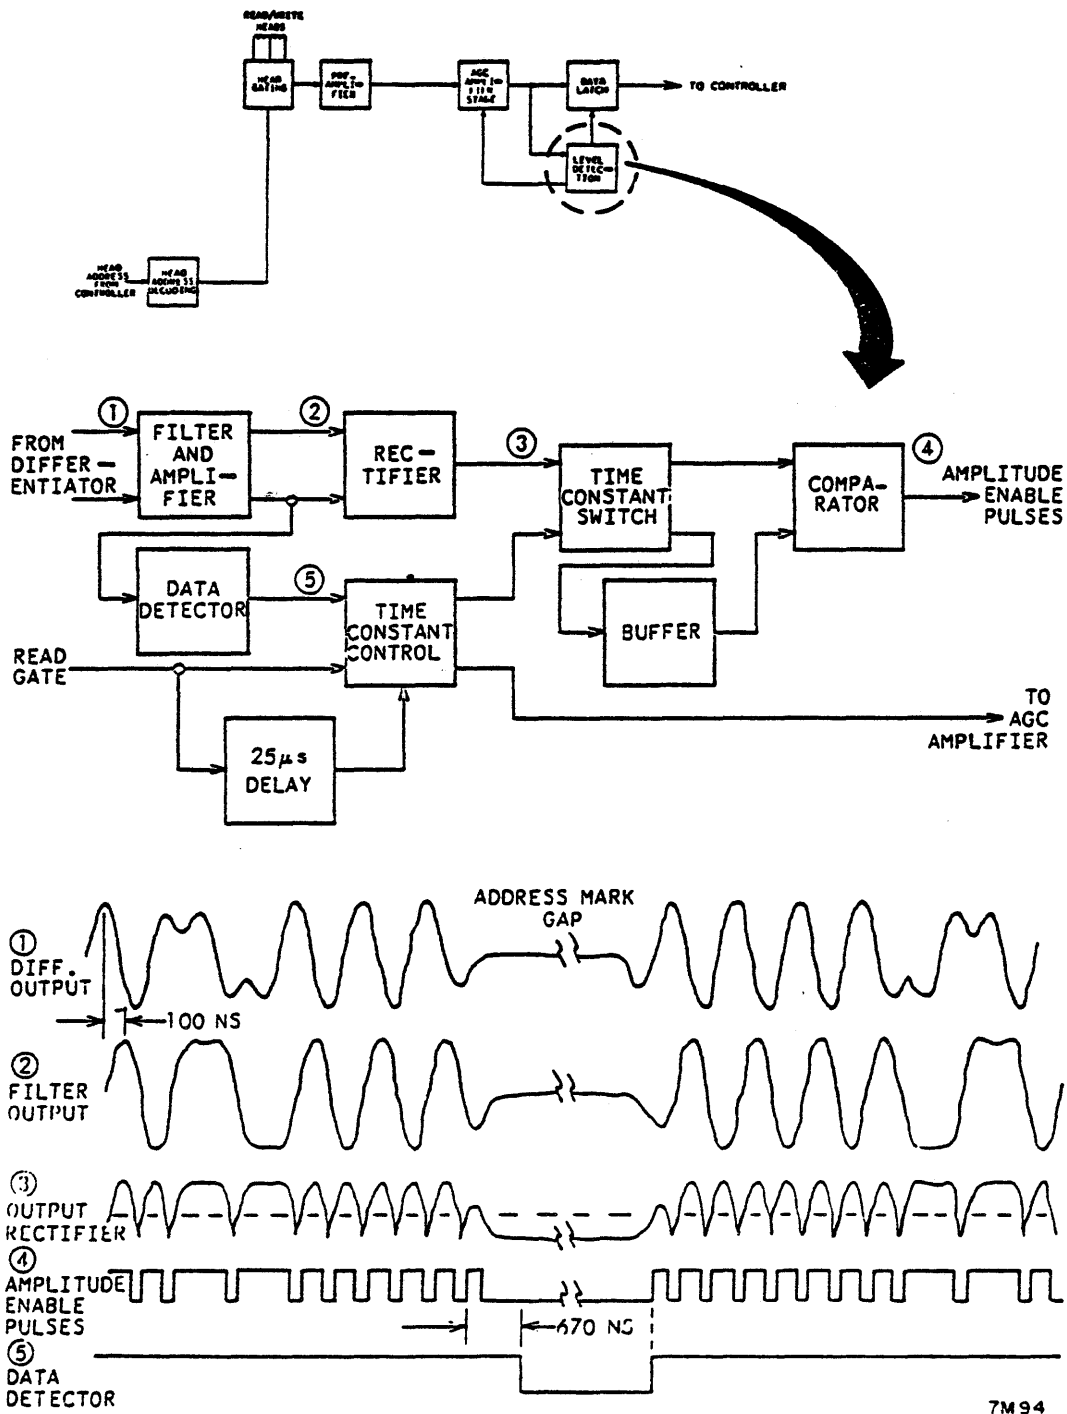 READ/WRITE
HEADS
HEAD
GATING
PRE-
AMPLI-
FIER
AGC
AMPLI-
FIER
STAGE
DATA
LATCH
TO CONTROLLER
LEVEL
DETEC-
TION
HEAD
ADDRESS
FROM
CONTROLLER
HEAD
ADDRESS
DECODING
FROM
DIFFER-
ENTIATOR
①
FILTER
AND
AMPLI-
FIER
②
REC-
TIFIER
③
TIME
CONSTANT
SWITCH
COMPA-
RATOR
④
AMPLITUDE
ENABLE
PULSES
DATA
DETECTOR
⑤
TIME
CONSTANT
CONTROL
BUFFER
READ
GATE
25μs
DELAY
TO
AGC
AMPLIFIER
ADDRESS MARK
GAP
①
DIFF.
OUTPUT
100 NS
②
FILTER
OUTPUT
③
OUTPUT
RECTIFIER
④
AMPLITUDE
ENABLE
PULSES
670 NS
⑤
DATA
DETECTOR
7M94